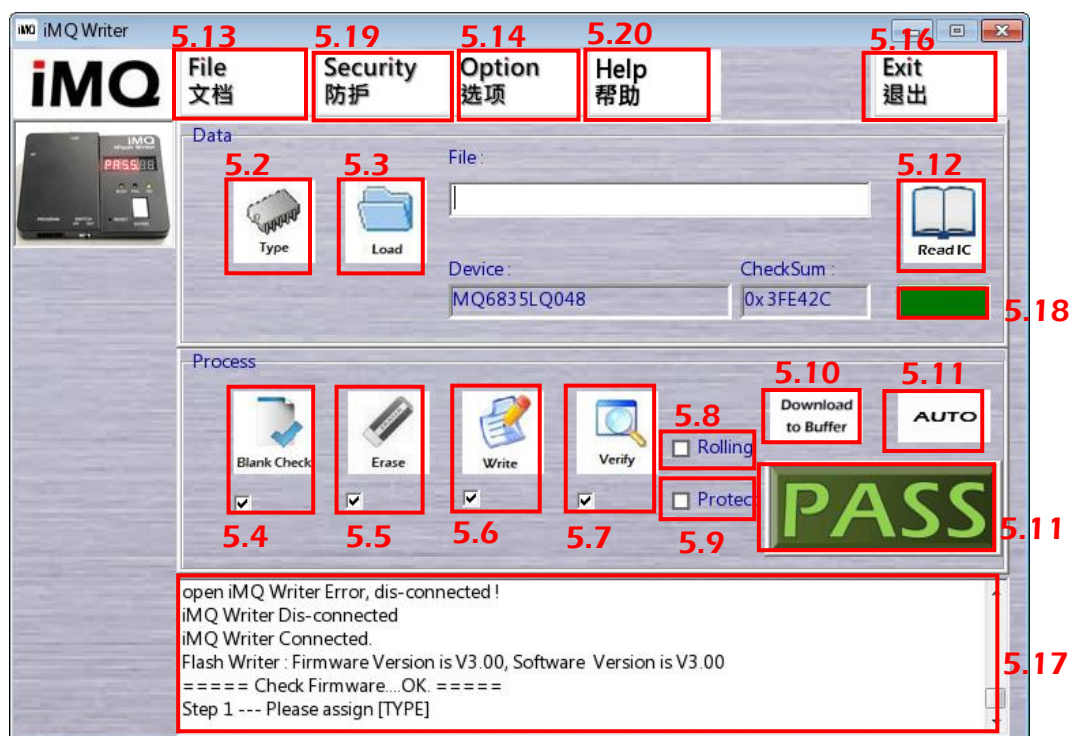 iMQ Writer
5.13 5.19 5.14 5.20 5.16
iMQ
File
文档
Security
防护
Option
选项
Help
帮助
Exit
退出
Data
5.2 5.3
File :
5.12
Type
Load
Read IC
Device :
CheckSum :
MQ6835LQ048
0x3FE42C
5.18
Process
5.10 5.11
Download
to Buffer
AUTO
5.8
Blank Check
Erase
Write
Verify
Rolling
Protec
PASS
5.4 5.5 5.6 5.7 5.9
5.11
open iMQ Writer Error, dis-connected !
iMQ Writer Dis-connected
iMQ Writer Connected.
Flash Writer : Firmware Version is V3.00, Software Version is V3.00
===== Check Firmware....OK. =====
Step 1 --- Please assign [TYPE]
5.17